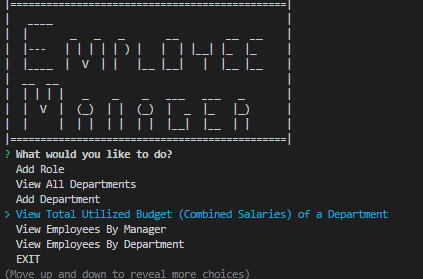 EMPLOYEE
MANAGER
? What would you like to do?
Add Role
View All Departments
Add Department
> View Total Utilized Budget (Combined Salaries) of a Department
View Employees By Manager
View Employees By Department
EXIT
(Move up and down to reveal more choices)